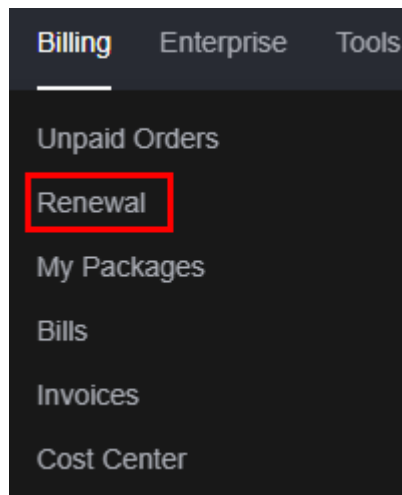 Billing Enterprise Tools
Unpaid Orders
Renewal
My Packages
Bills
Invoices
Cost Center